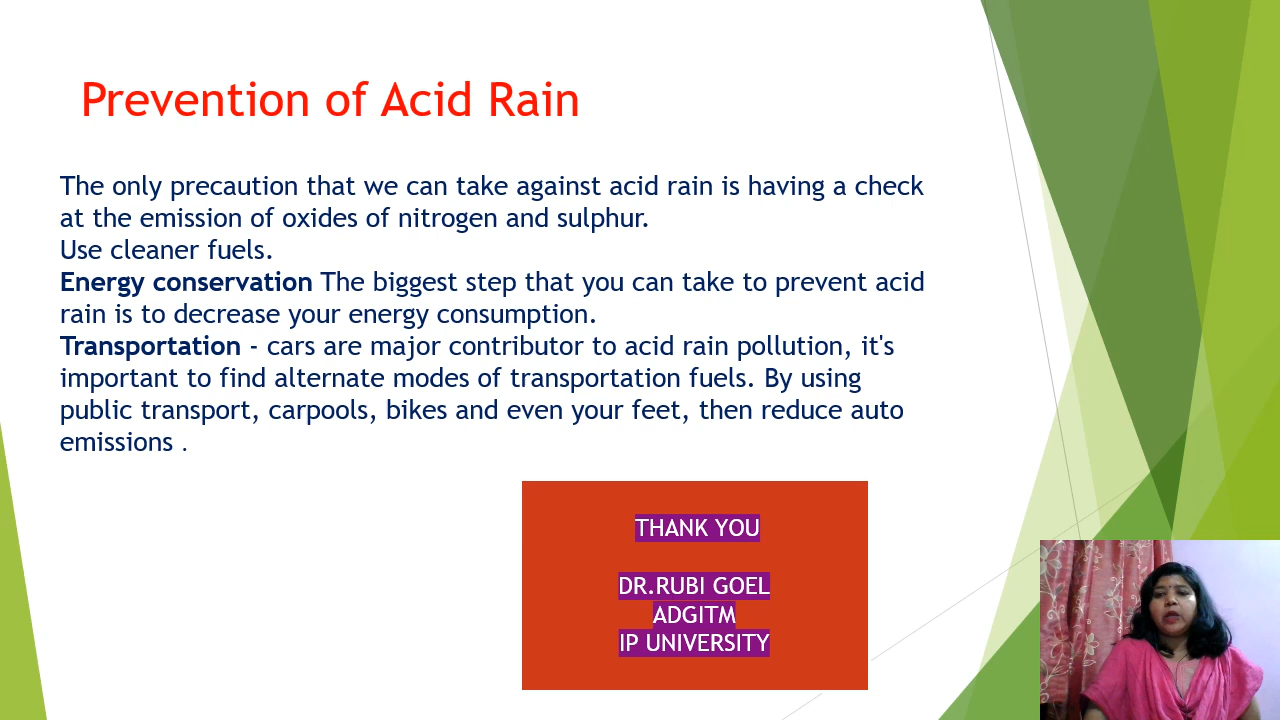 Prevention of Acid Rain
The only precaution that we can take against acid rain is having a check
at the emission of oxides of nitrogen and sulphur.
Use cleaner fuels.
Energy conservation The biggest step that you can take to prevent acid
rain is to decrease your energy consumption.
Transportation - cars are major contributor to acid rain pollution, it's
important to find alternate modes of transportation fuels. By using
public transport, carpools, bikes and even your feet, then reduce auto
emissions .
THANK YOU
DR.RUBI GOEL
ADGITM
IP UNIVERSITY